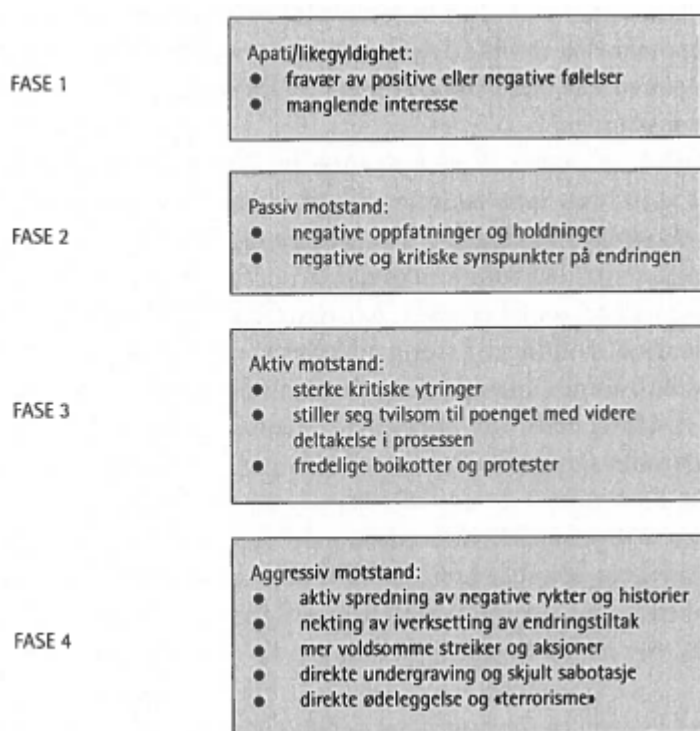 FASE 1
Apati/likegyldighet:
● fravær av positive eller negative følelser
● manglende interesse
FASE 2
Passiv motstand:
● negative oppfatninger og holdninger
● negative og kritiske synspunkter på endringen
FASE 3
Aktiv motstand:
● sterke kritiske ytringer
● stiller seg tvilsom til poenget med videre
deltakelse i prosessen
● fredelige boikotter og protester
FASE 4
Aggressiv motstand:
● aktiv spredning av negative rykter og historier
● nekting av iverksetting av endringstiltak
● mer voldsomme streiker og aksjoner
● direkte undergraving og skjult sabotasje
● direkte ødeleggelse og «terrorisme»